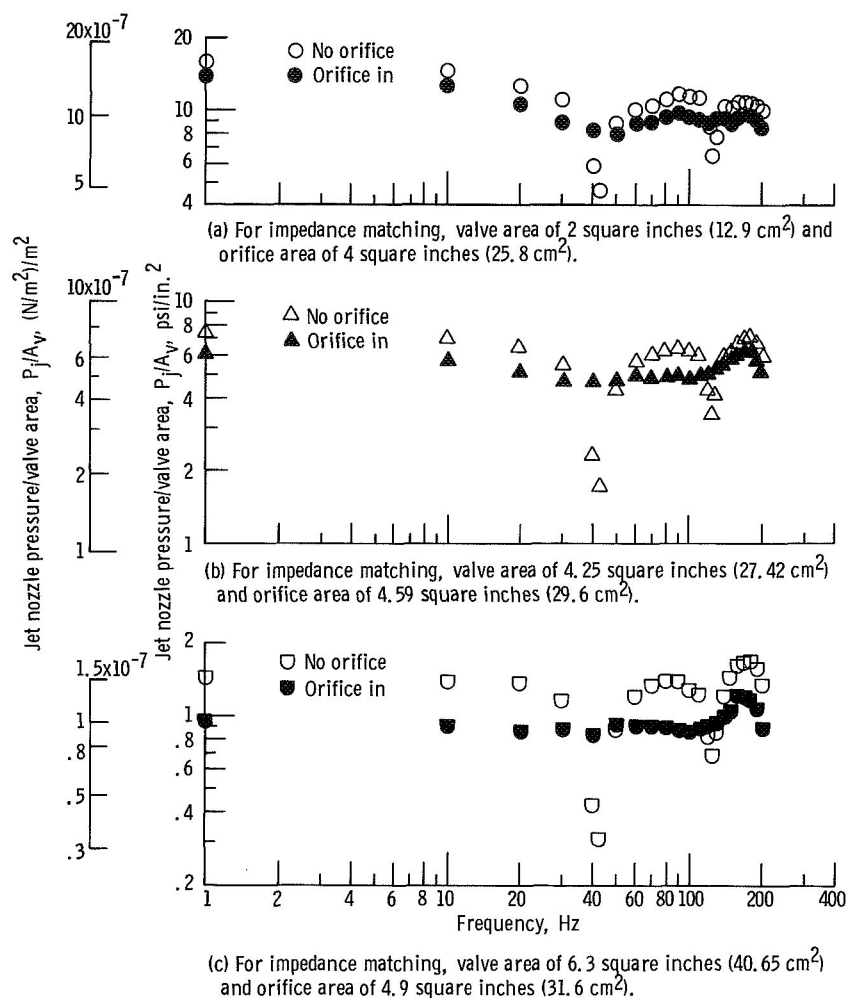 Jet nozzle pressure/valve area, Pj/Av, (N/m²)/m²
Jet nozzle pressure/valve area, Pj/Av, psi/in.²
20x10-7
10
5
20
10
8
6
4
No orifice
Orifice in
(a) For impedance matching, valve area of 2 square inches (12.9 cm²) and
orifice area of 4 square inches (25.8 cm²).
10x10-7
8
6
4
2
1
10
8
6
4
2
1
No orifice
Orifice in
(b) For impedance matching, valve area of 4.25 square inches (27.42 cm²)
and orifice area of 4.59 square inches (29.6 cm²).
1.5x10-7
1
.8
.5
.3
2
1
.8
.6
.4
.2
No orifice
Orifice in
1 2 4 6 8 10 20 40 60 80 100 200 400
Frequency, Hz
(c) For impedance matching, valve area of 6.3 square inches (40.65 cm²)
and orifice area of 4.9 square inches (31.6 cm²).